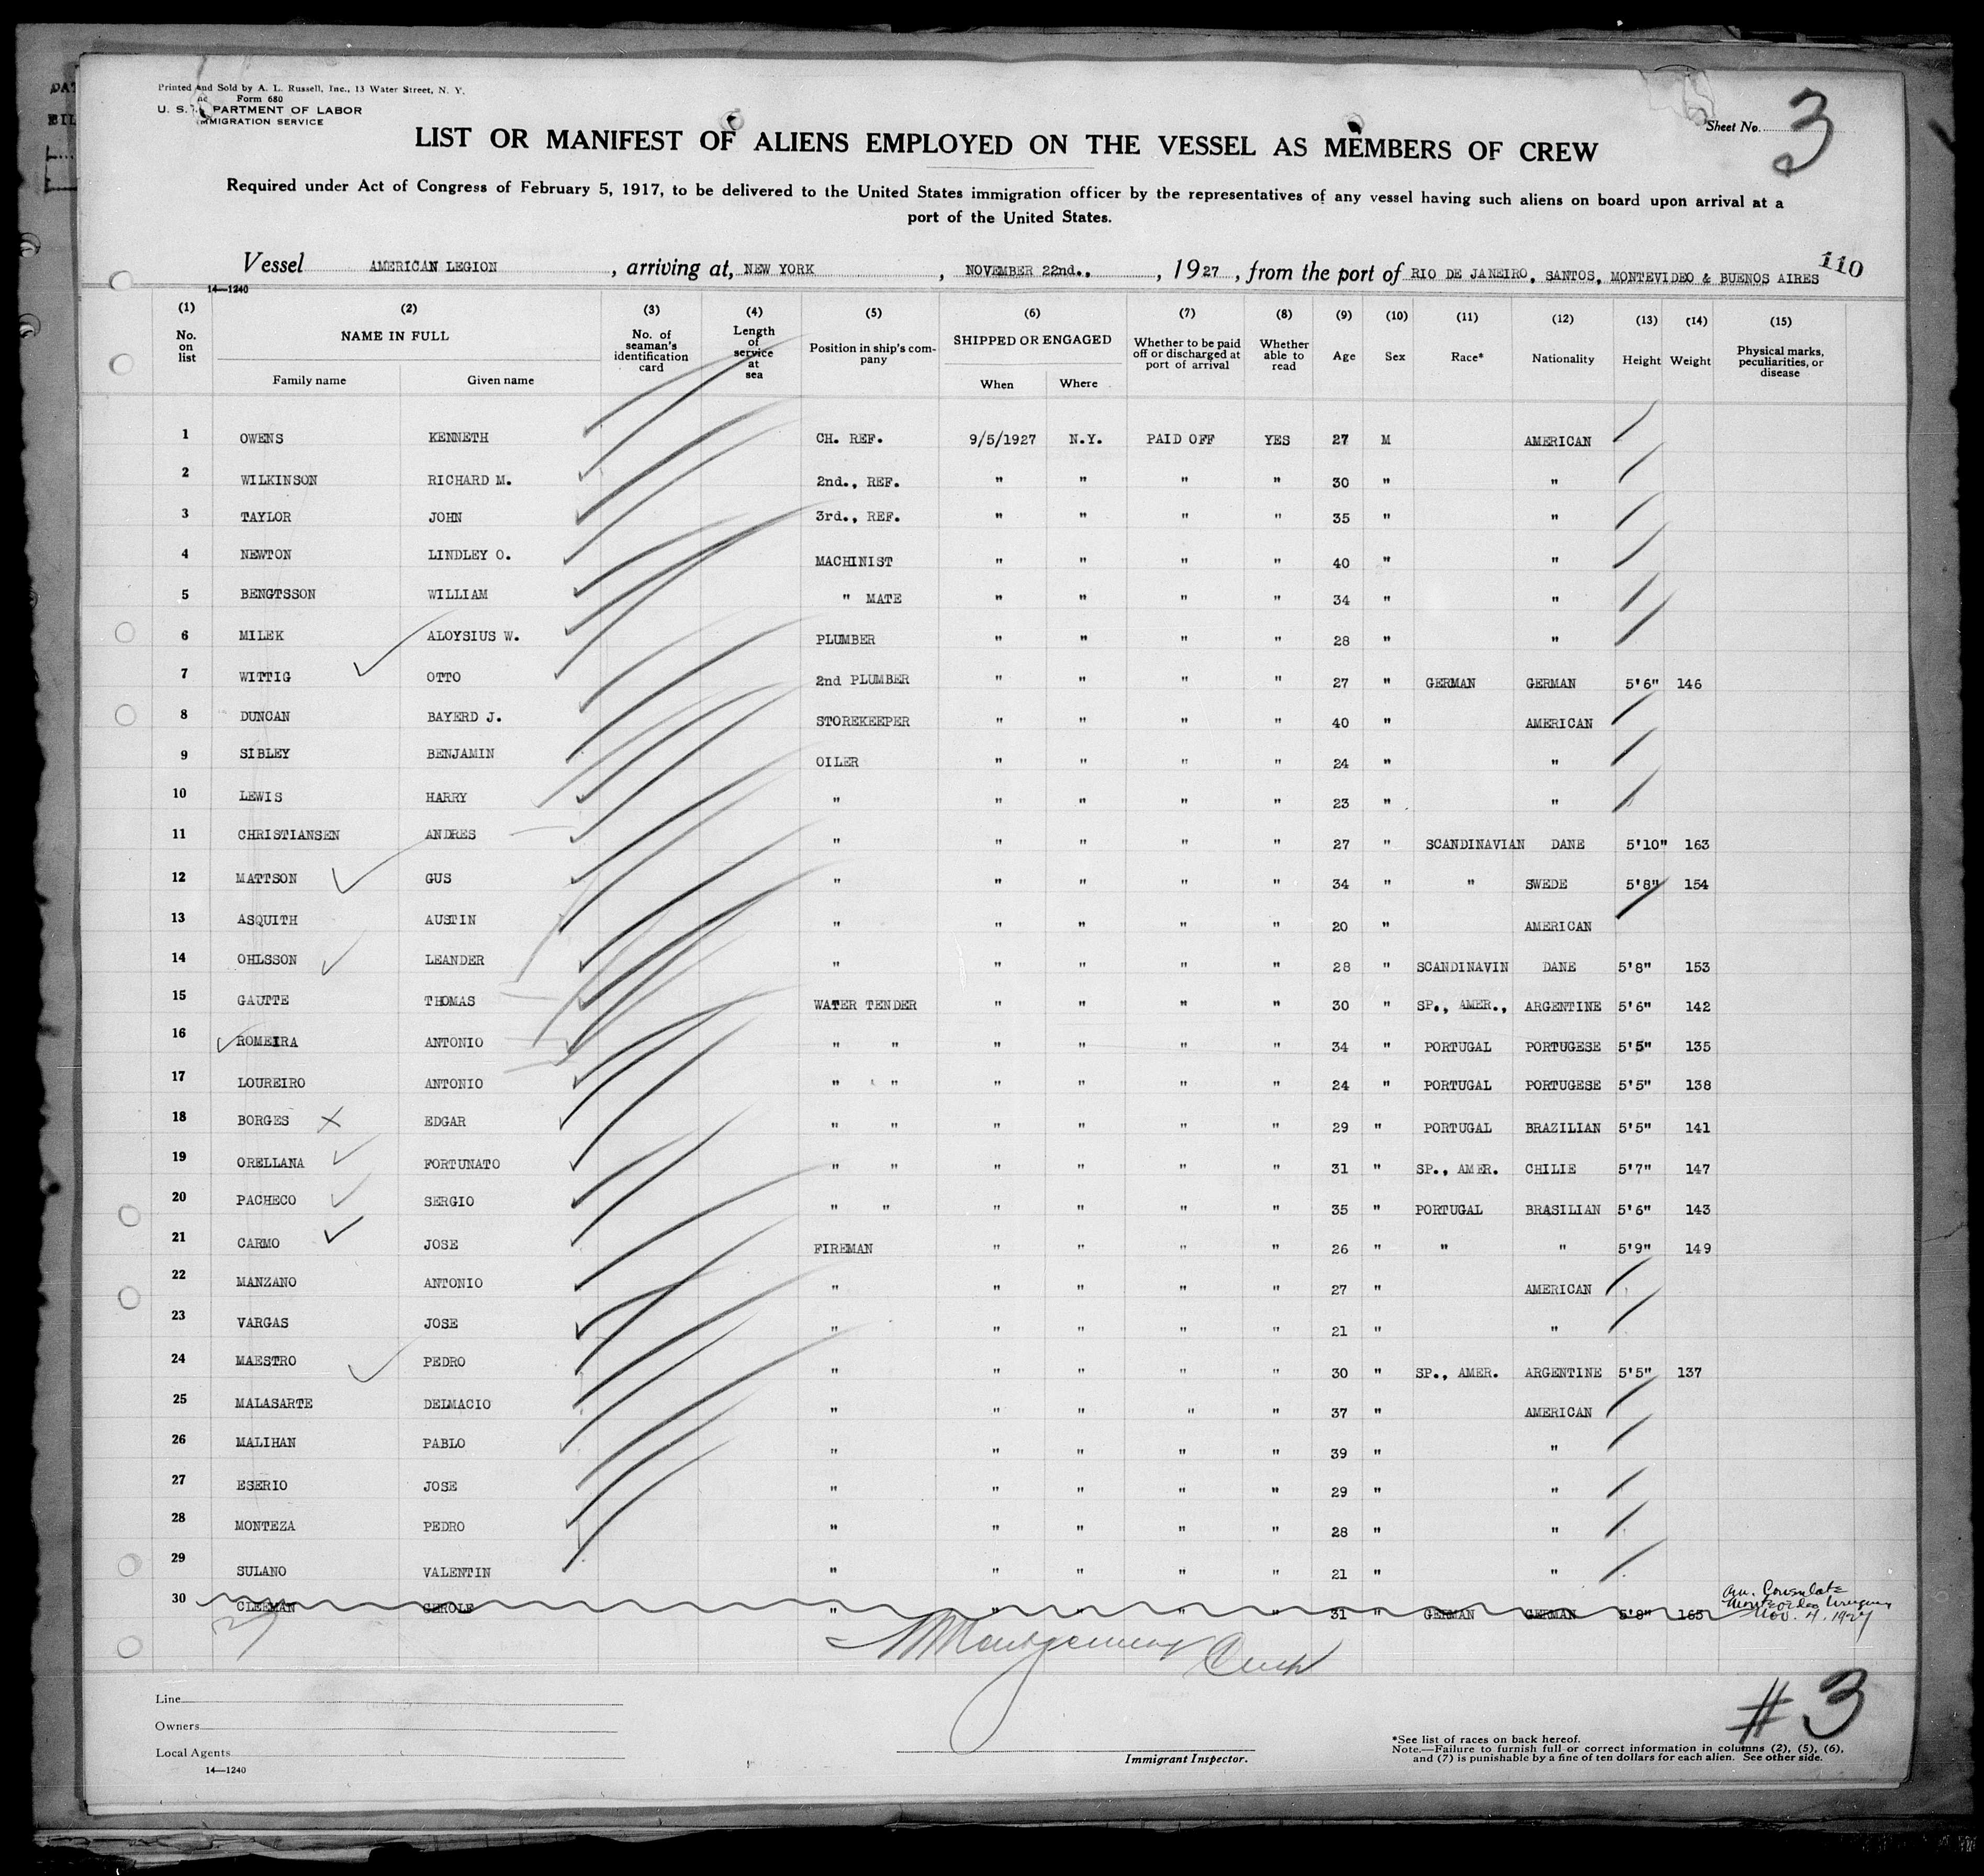 Printed and Sold by A. L. Russell, Inc., 13 Water Street, N. Y.
Form 680
U. S. PARTMENT OF LABOR
IMMIGRATION SERVICE
Sheet No. 3
LIST OR MANIFEST OF ALIENS EMPLOYED ON THE VESSEL AS MEMBERS OF CREW
Required under Act of Congress of February 5, 1917, to be delivered to the United States immigration officer by the representatives of any vessel having such aliens on board upon arrival at a
port of the United States.
110
Vessel AMERICAN LEGION, arriving at, NEW YORK, NOVEMBER 22nd., , 1927, from the port of RIO DE JANEIRO, SANTOS, MONTEVIDEO & BUENOS AIRES
14—1240
(1) (2) (3) (4) (5) (6) (7) (8) (9) (10) (11) (12) (13) (14) (15)
No. on list NAME IN FULL No. of seaman's identification card Length of service at sea Position in ship's company SHIPPED OR ENGAGED Whether to be paid off or discharged at port of arrival Whether able to read Age Sex Race* Nationality Height Weight Physical marks, peculiarities, or disease
Family name Given name When Where
1 OWENS KENNETH CH. REF. 9/5/1927 N.Y. PAID OFF YES 27 M AMERICAN
2 WILKINSON RICHARD M. 2nd., REF. " " " " 30 " "
3 TAYLOR JOHN 3rd., REF. " " " " 35 " "
4 NEWTON LINDLEY O. MACHINIST " " " " 40 " "
5 BENGTSSON WILLIAM " MATE " " " " 34 " "
6 MILEK ALOYSIUS W. PLUMBER " " " " 28 " "
7 WITTIG OTTO 2nd PLUMBER " " " " 27 " GERMAN GERMAN 5'6" 146
8 DUNCAN BAYERD J. STOREKEEPER " " " " 40 " AMERICAN
9 SIBLEY BENJAMIN OILER " " " " 24 " "
10 LEWIS HARRY " " " " " 23 " "
11 CHRISTIANSEN ANDRES " " " " " 27 " SCANDINAVIAN DANE 5'10" 163
12 MATTSON GUS " " " " " 34 " " SWEDE 5'8" 154
13 ASQUITH AUSTIN " " " " " 20 " AMERICAN
14 OHLSSON LEANDER " " " " " 28 " SCANDINAVIN DANE 5'8" 153
15 GAUTTE THOMAS WATER TENDER " " " " 30 " SP., AMER., ARGENTINE 5'6" 142
16 ROMEIRA ANTONIO " " " " " " 34 " PORTUGAL PORTUGESE 5'5" 135
17 LOUREIRO ANTONIO " " " " " " 24 " PORTUGAL PORTUGESE 5'5" 138
18 BORGES EDGAR " " " " " " 29 " PORTUGAL BRAZILIAN 5'5" 141
19 ORELLANA FORTUNATO " " " " " " 31 " SP., AMER. CHILIE 5'7" 147
20 PACHECO SERGIO " " " " " " 35 " PORTUGAL BRASILIAN 5'6" 143
21 CARMO JOSE FIREMAN " " " " 26 " " " 5'9" 149
22 MANZANO ANTONIO " " " " " 27 " AMERICAN
23 VARGAS JOSE " " " " " 21 " "
24 MAESTRO PEDRO " " " " " 30 " SP., AMER. ARGENTINE 5'5" 137
25 MALASARTE DELMACIO " " " " " 37 " AMERICAN
26 MALIHAN PABLO " " " " " 39 " "
27 ESERIO JOSE " " " " " 29 " "
28 MONTEZA PEDRO " " " " " 28 " "
29 SULANO VALENTIN " " " " " 21 " "
30 CLEEMAN GEROLF " " " " " 31 " GERMAN GERMAN 5'8" 163
Am. Consulate
Montevideo Uruguay
Nov. 4, 1927
29
Montgomery
#3
Line
Owners
Local Agents
14—1240
Immigrant Inspector.
*See list of races on back hereof.
Note.—Failure to furnish full or correct information in columns (2), (5), (6),
and (7) is punishable by a fine of ten dollars for each alien. See other side.